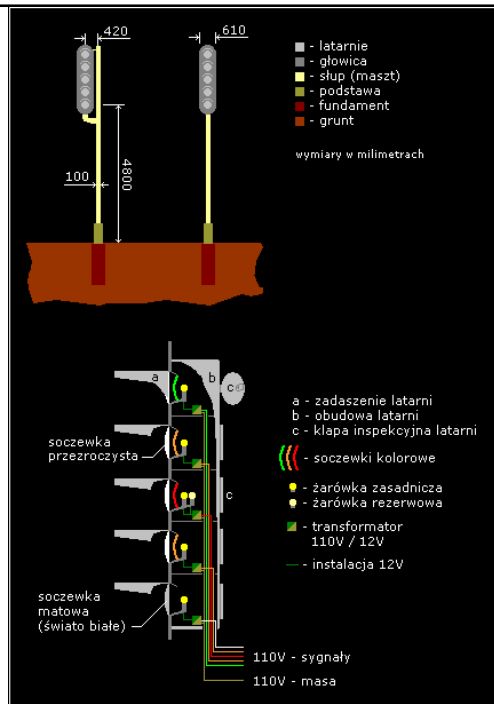 420
610
- latarnie
- głowica
- słup (maszt)
- podstawa
- fundament
- grunt
wymiary w milimetrach
100
4800
a
b
c
a - zadaszenie latarni
b - obudowa latarni
c - klapa inspekcyjna latarni
soczewka
przezroczysta
- soczewki kolorowe
c
- żarówka zasadnicza
- żarówka rezerwowa
- transformator
110V / 12V
- instalacja 12V
soczewka
matowa
(świato białe)
110V - sygnały
110V - masa